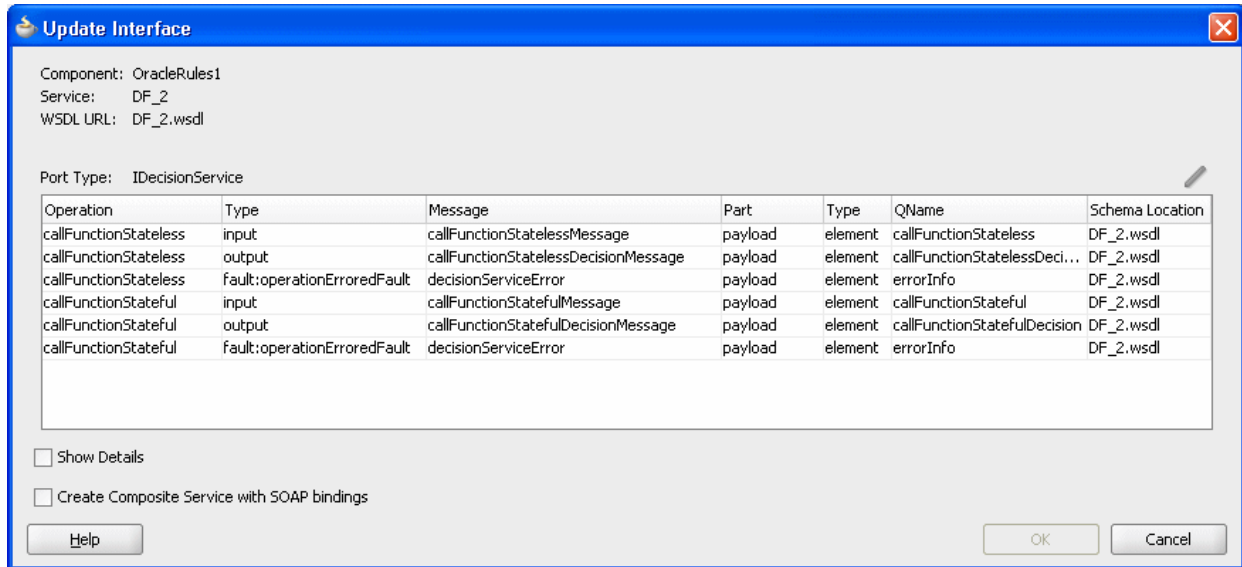 Update Interface
Component: OracleRules1
Service: DF_2
WSDL URL: DF_2.wsdl
Port Type: IDecisionService
Operation Type Message Part Type QName Schema Location
callFunctionStateless input callFunctionStatelessMessage payload element callFunctionStateless DF_2.wsdl
callFunctionStateless output callFunctionStatelessDecisionMessage payload element callFunctionStatelessDeci... DF_2.wsdl
callFunctionStateless fault:operationErroredFault decisionServiceError payload element errorInfo DF_2.wsdl
callFunctionStateful input callFunctionStatefulMessage payload element callFunctionStateful DF_2.wsdl
callFunctionStateful output callFunctionStatefulDecisionMessage payload element callFunctionStatefulDecision DF_2.wsdl
callFunctionStateful fault:operationErroredFault decisionServiceError payload element errorInfo DF_2.wsdl
Show Details
Create Composite Service with SOAP bindings
Help OK Cancel